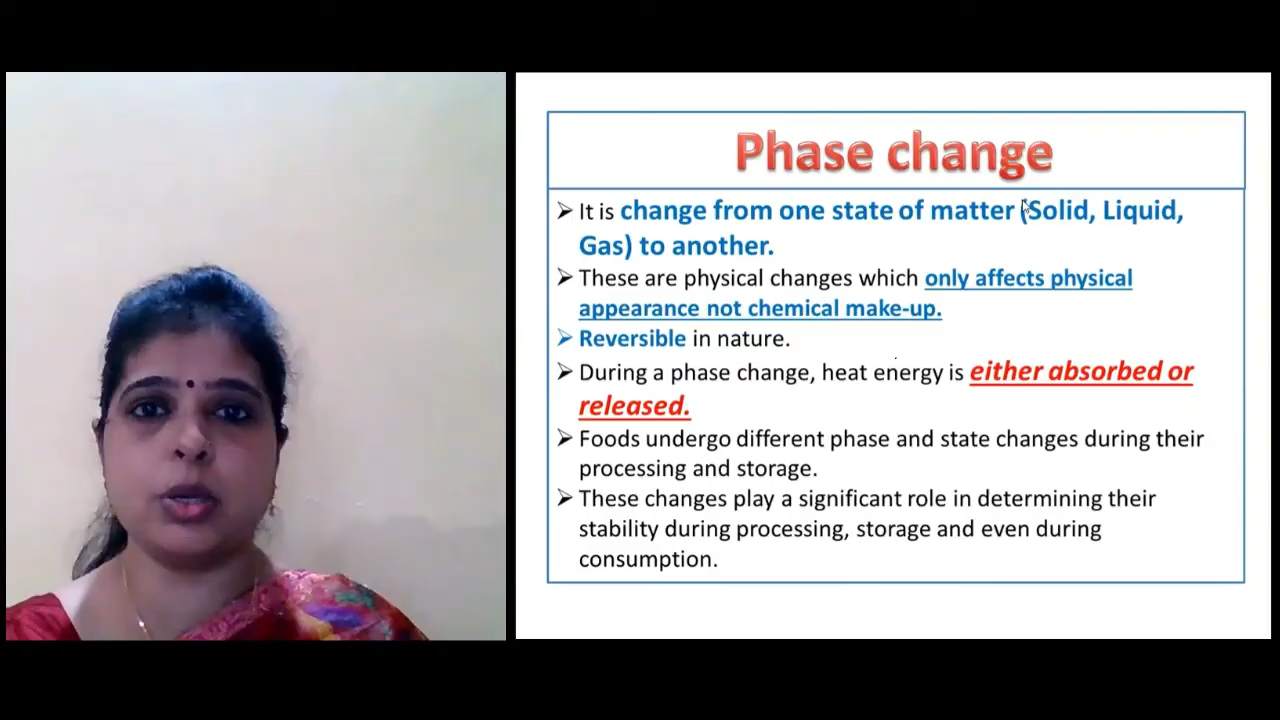 Phase change
➢ It is change from one state of matter (Solid, Liquid,
Gas) to another.
➢ These are physical changes which only affects physical
appearance not chemical make-up.
➢ Reversible in nature.
➢ During a phase change, heat energy is either absorbed or
released.
➢ Foods undergo different phase and state changes during their
processing and storage.
➢ These changes play a significant role in determining their
stability during processing, storage and even during
consumption.